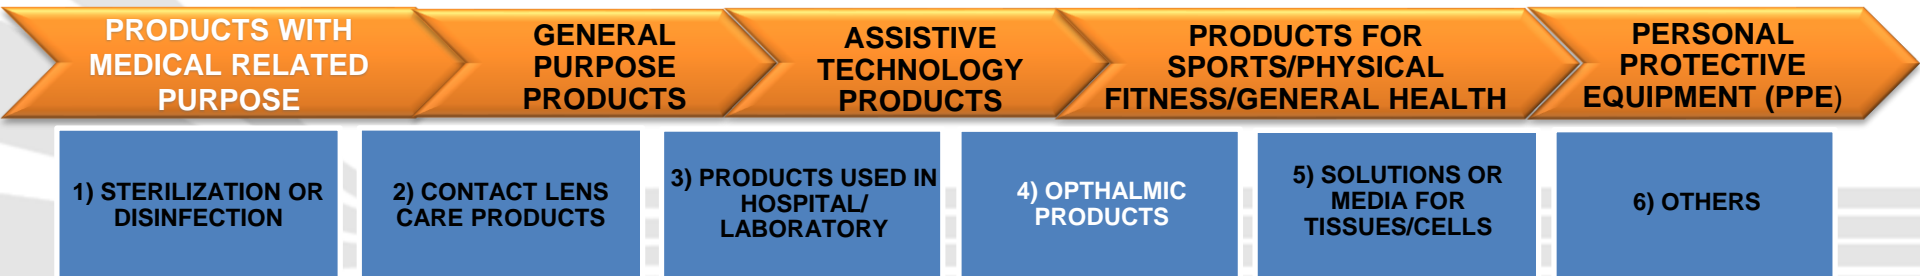 PRODUCTS WITH
MEDICAL RELATED
PURPOSE
GENERAL
PURPOSE
PRODUCTS
ASSISTIVE
TECHNOLOGY
PRODUCTS
PRODUCTS FOR
SPORTS/PHYSICAL
FITNESS/GENERAL HEALTH
PERSONAL
PROTECTIVE
EQUIPMENT (PPE)
1) STERILIZATION OR
DISINFECTION
2) CONTACT LENS
CARE PRODUCTS
3) PRODUCTS USED IN
HOSPITAL/
LABORATORY
4) OPTHALMIC
PRODUCTS
5) SOLUTIONS OR
MEDIA FOR
TISSUES/CELLS
6) OTHERS